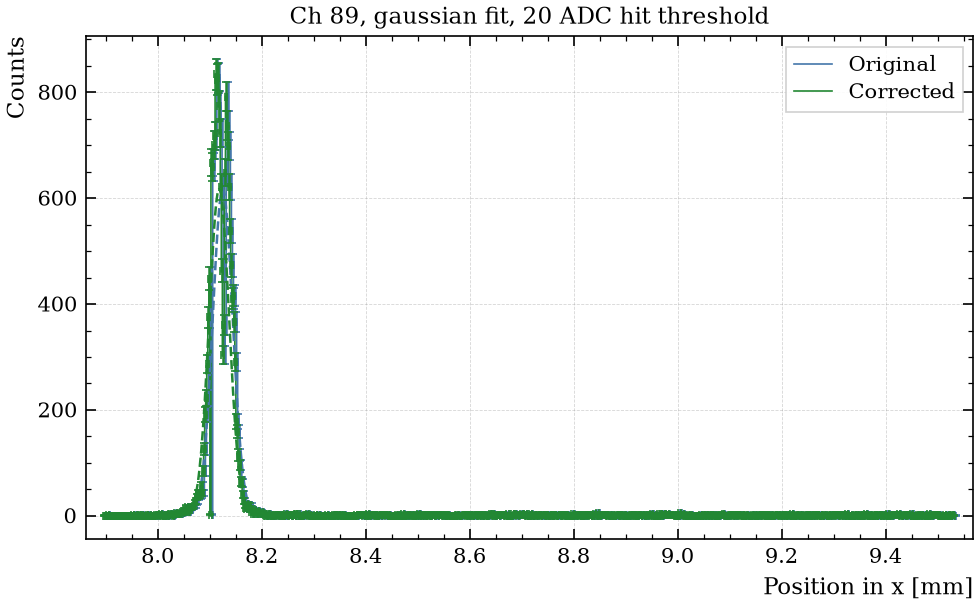 Ch 89, gaussian fit, 20 ADC hit threshold
Counts
Original
Corrected
800
600
400
200
0
8.0 8.2 8.4 8.6 8.8 9.0 9.2 9.4
Position in x [mm]